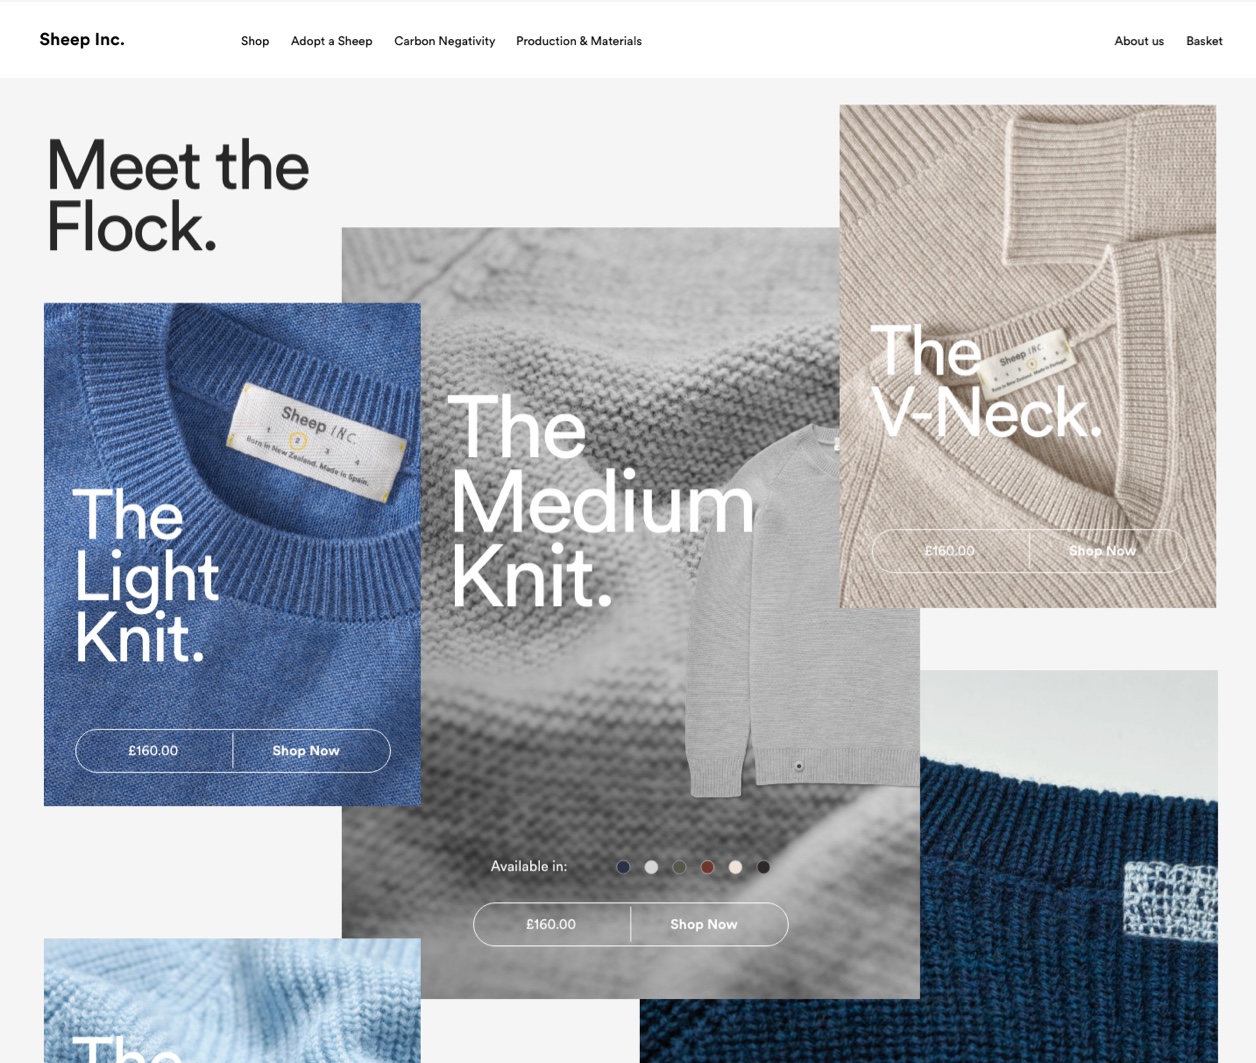 Sheep Inc.
Shop
Adopt a Sheep
Carbon Negativity
Production & Materials
About us
Basket
Meet the
Flock.
Sheep INC.
1 2 3 4
Born in New Zealand. Made in Spain.
The
Light
Knit.
£160.00
Shop Now
The
Medium
Knit.
Available in:
£160.00
Shop Now
Sheep INC.
Born in New Zealand. Made in Portugal
The
V-Neck.
£160.00
Shop Now
The